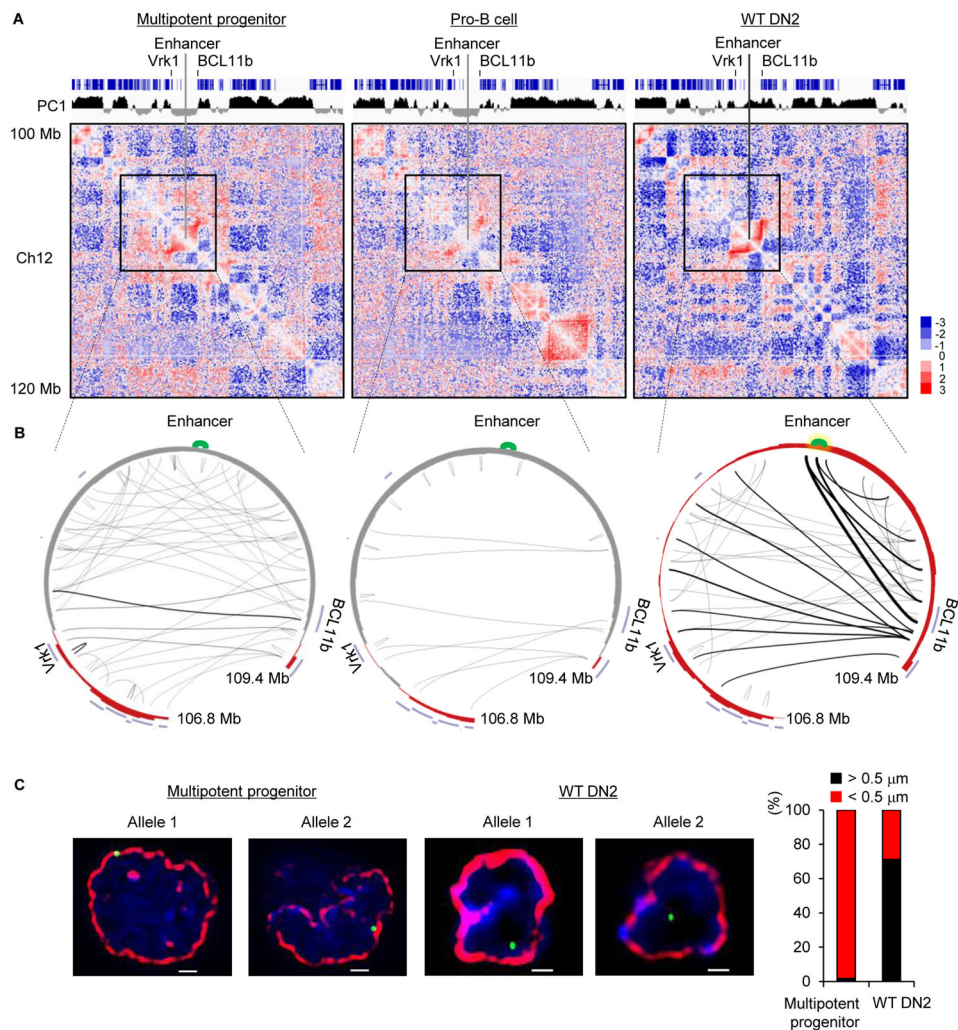 A
Multipotent progenitor
Pro-B cell
WT DN2
Enhancer
Enhancer
Enhancer
Vrk1
BCL11b
Vrk1
BCL11b
Vrk1
BCL11b
PC1
100 Mb
Ch12
120 Mb
-3
-2
-1
0
1
2
3
B
Enhancer
Enhancer
Enhancer
Vrk1
BCL11b
109.4 Mb
106.8 Mb
Vrk1
BCL11b
109.4 Mb
106.8 Mb
Vrk1
BCL11b
109.4 Mb
106.8 Mb
C
Multipotent progenitor
WT DN2
Allele 1
Allele 2
Allele 1
Allele 2
> 0.5 μm
< 0.5 μm
(%)
100
80
60
40
20
0
Multipotent
progenitor
WT DN2